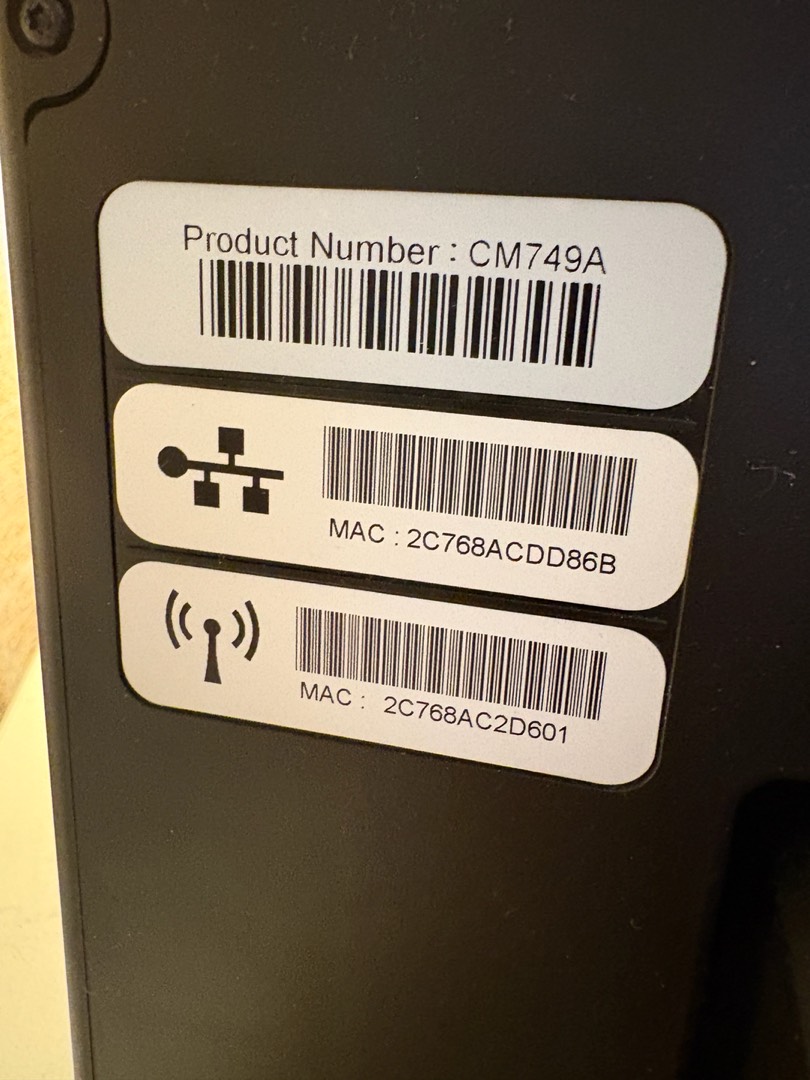 Product Number : CM749A
MAC : 2C768ACDD86B
MAC : 2C768AC2D601